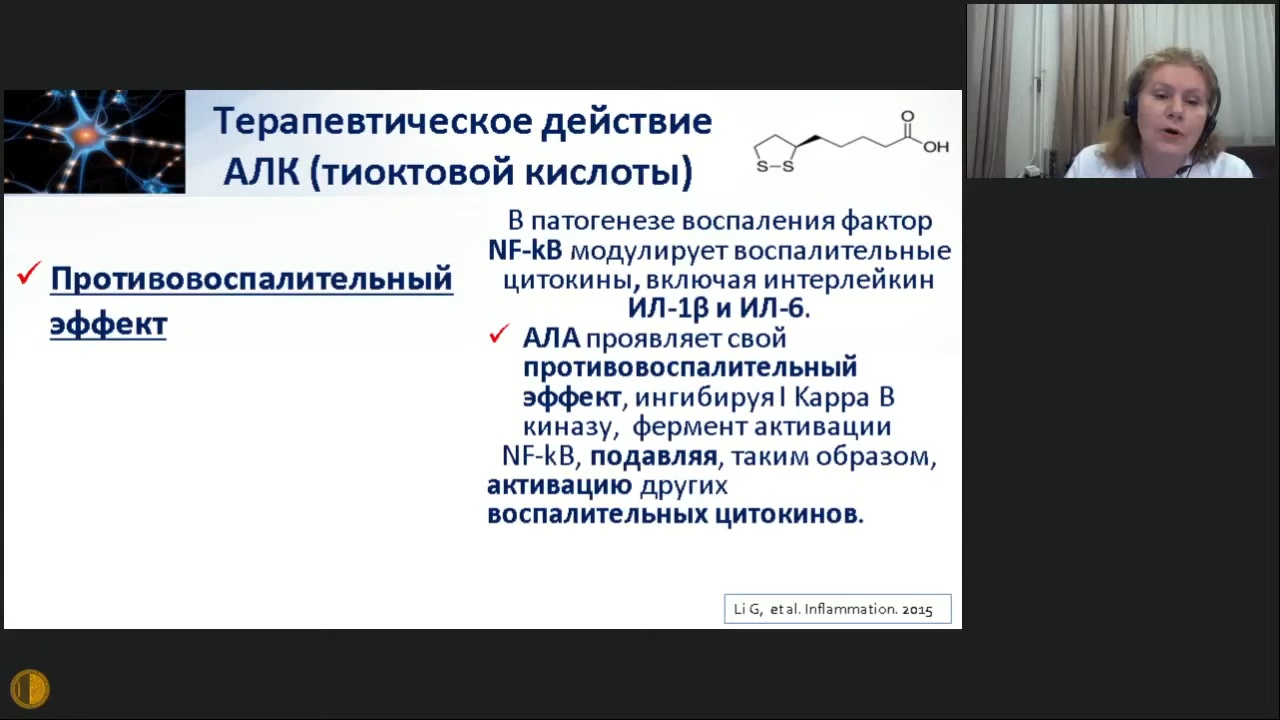 Терапевтическое действие
АЛК (тиоктовой кислоты)
O
OH
S–S
Противовоспалительный
эффект
В патогенезе воспаления фактор
NF-kB модулирует воспалительные
цитокины, включая интерлейкин
ИЛ-1β и ИЛ-6.
АЛА проявляет свой
противовоспалительный
эффект, ингибируя I Kappa B
киназу, фермент активации
NF-kB, подавляя, таким образом,
активацию других
воспалительных цитокинов.
Li G, et al. Inflammation. 2015